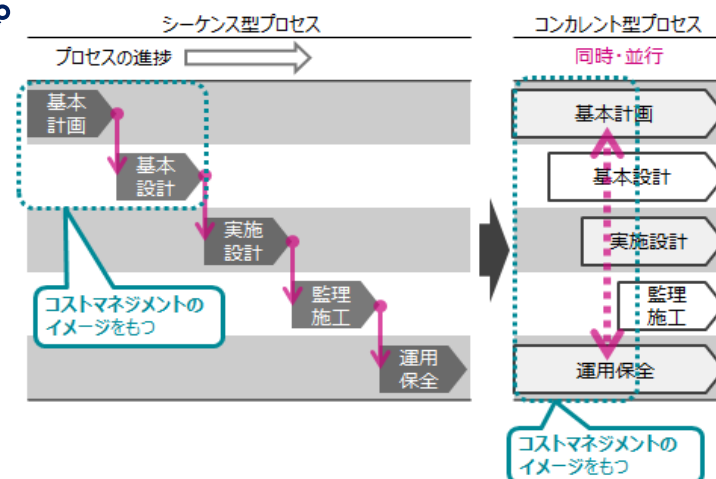 シーケンス型プロセス
プロセスの進捗
基本
計画
基本
設計
実施
設計
監理
施工
運用
保全
コストマネジメントの
イメージをもつ
コンカレント型プロセス
同時・並行
基本計画
基本設計
実施設計
監理
施工
運用保全
コストマネジメントの
イメージをもつ